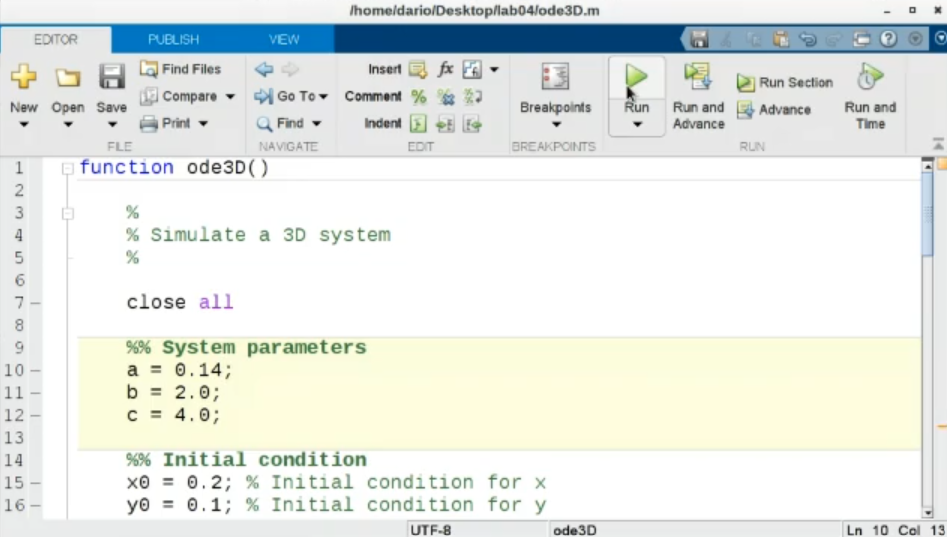 /home/dario/Desktop/lab04/ode3D.m
EDITOR PUBLISH VIEW
New Open Save
Find Files
Compare
Print
FILE
Go To
Find
NAVIGATE
Insert fx
Comment %
Indent
EDIT
Breakpoints
BREAKPOINTS
Run
Run and
Advance
Run Section
Advance
Run and
Time
RUN
1 function ode3D()
2
3 %
4 % Simulate a 3D system
5 %
6
7 – close all
8
9 %% System parameters
10 – a = 0.14;
11 – b = 2.0;
12 – c = 4.0;
13
14 %% Initial condition
15 – x0 = 0.2; % Initial condition for x
16 – y0 = 0.1; % Initial condition for y
UTF-8 ode3D Ln 10 Col 13